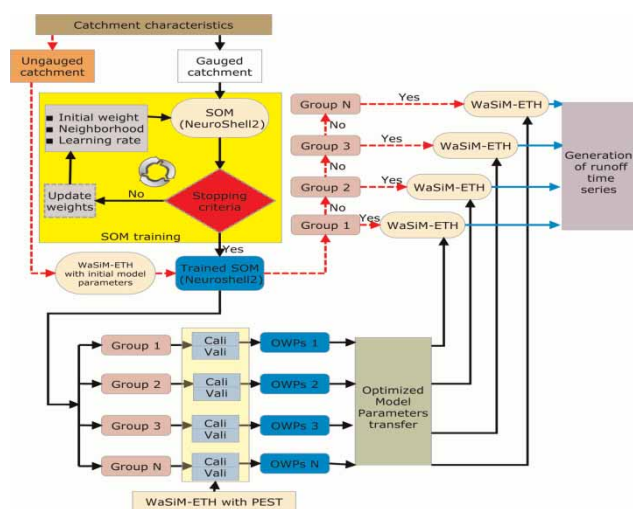 Catchment characteristics
Ungauged
catchment
Gauged
catchment
Initial weight
Neighborhood
Learning rate
SOM
(NeuroShell2)
Update
weights
No
Stopping
criteria
SOM training
Yes
WaSiM-ETH
with initial model
parameters
Trained SOM
(Neuroshell2)
Group N
Yes
WaSiM-ETH
No
Group 3
Yes
WaSiM-ETH
No
Group 2
Yes
WaSiM-ETH
No
Group 1
Yes
WaSiM-ETH
Generation
of runoff
time
series
Group 1
Cali
Vali
OWPs 1
Group 2
Cali
Vali
OWPs 2
Group 3
Cali
Vali
OWPs 3
Group N
Cali
Vali
OWPs N
Optimized
Model
Parameters
transfer
WaSiM-ETH with PEST